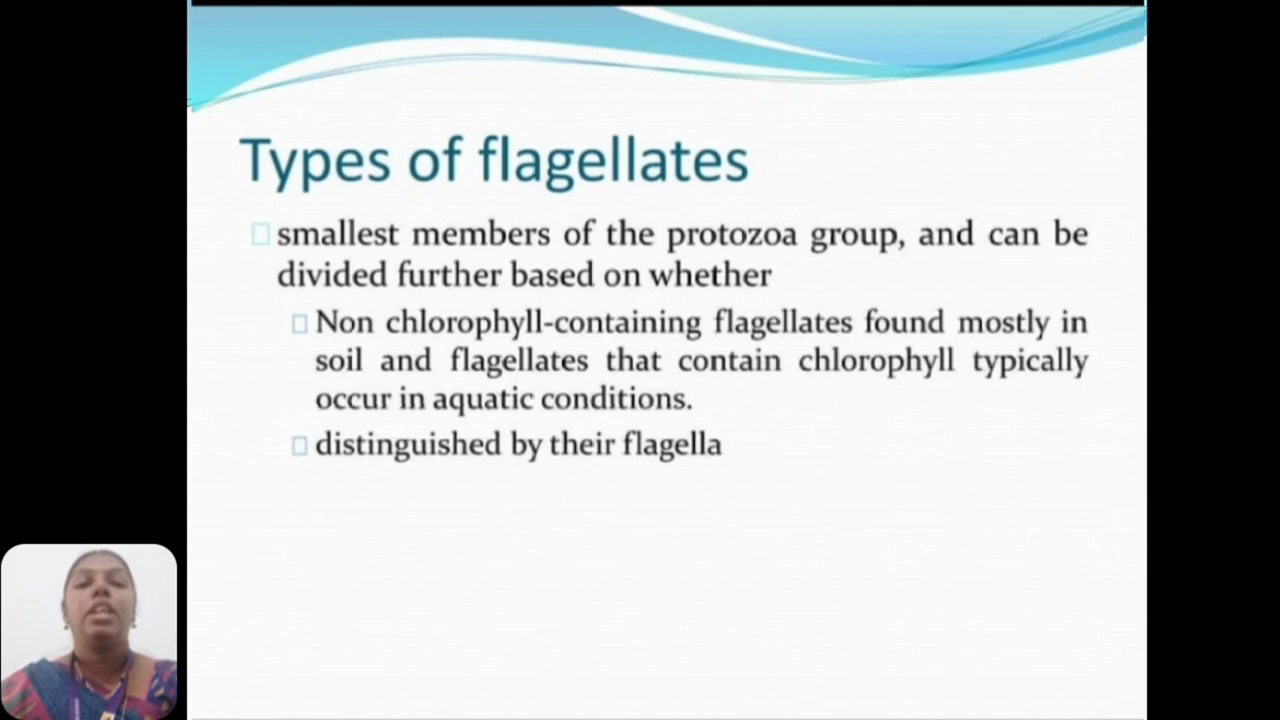 Types of flagellates
smallest members of the protozoa group, and can be
divided further based on whether
Non chlorophyll-containing flagellates found mostly in
soil and flagellates that contain chlorophyll typically
occur in aquatic conditions.
distinguished by their flagella